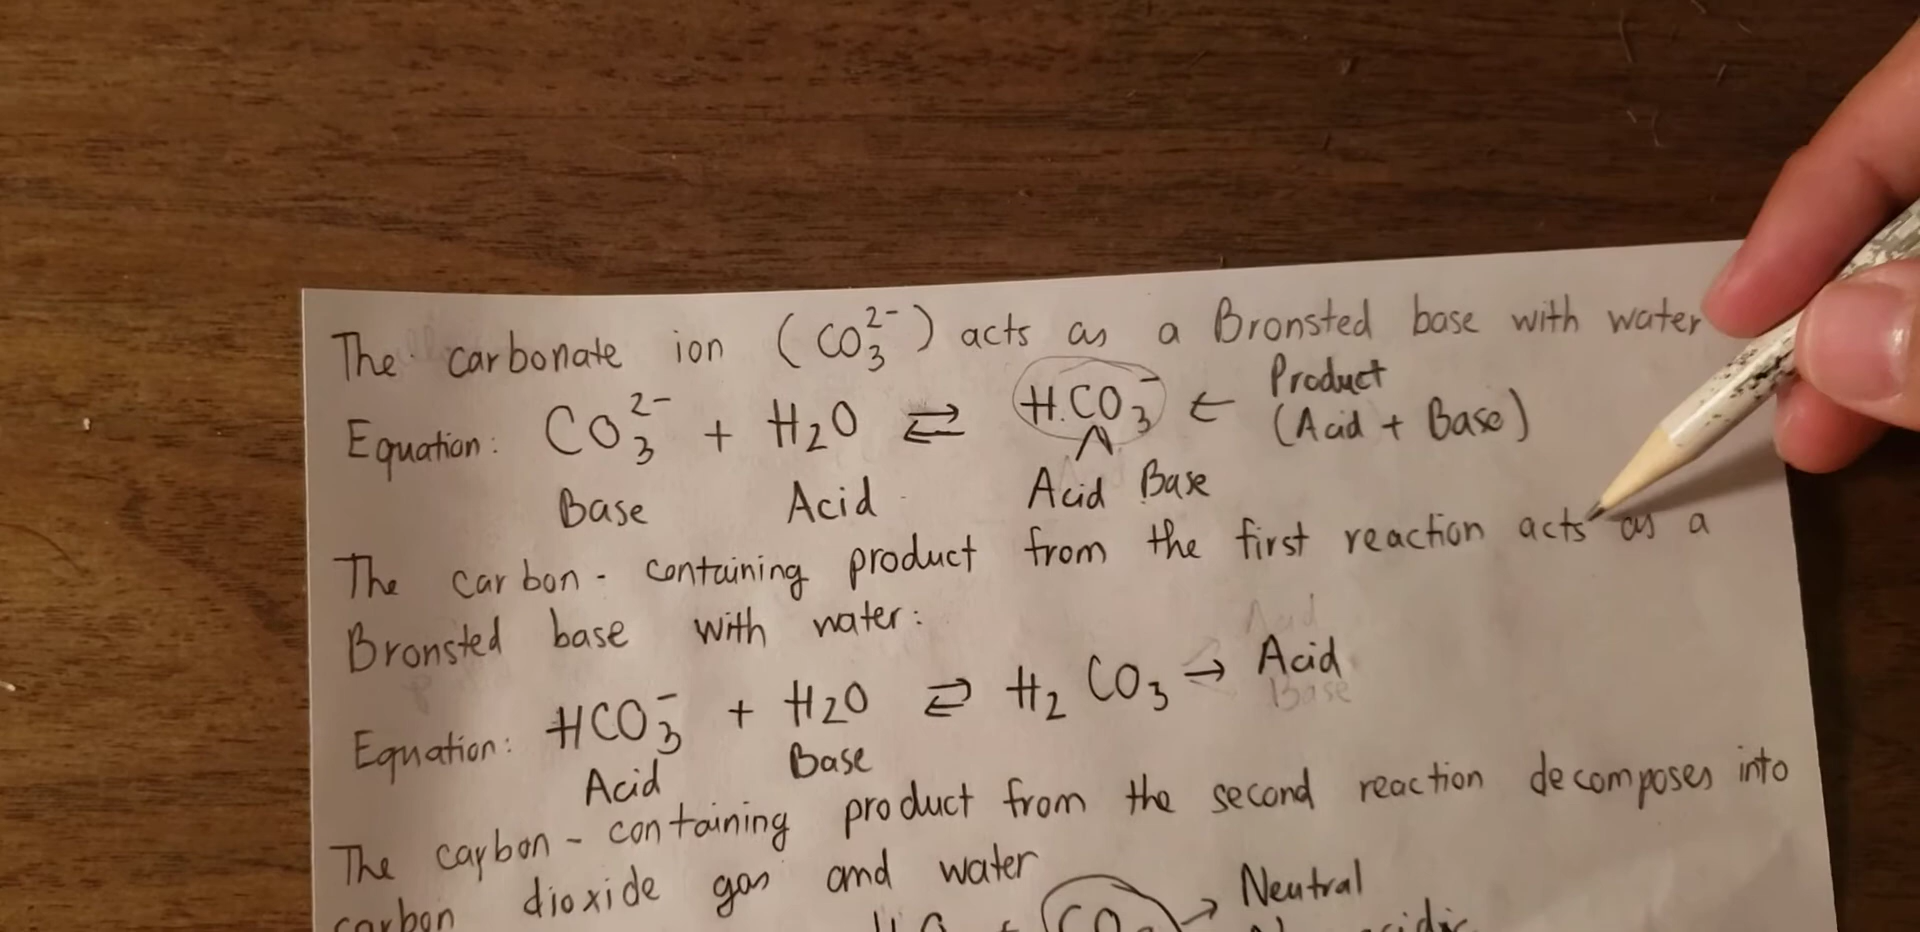 The carbonate ion (CO₃²⁻) acts as a Bronsted base with water
Equation: CO₃²⁻ + H₂O ⇄ HCO₃⁻ ← Product
(Acid + Base)
Base Acid Acid Base
The carbon - containing product from the first reaction acts as a
Bronsted base with water:
Acid
Equation: HCO₃⁻ + H₂O ⇄ H₂CO₃ → Acid
Base
Acid Base
The carbon - containing product from the second reaction decomposes into
carbon dioxide gas and water
→ Neutral